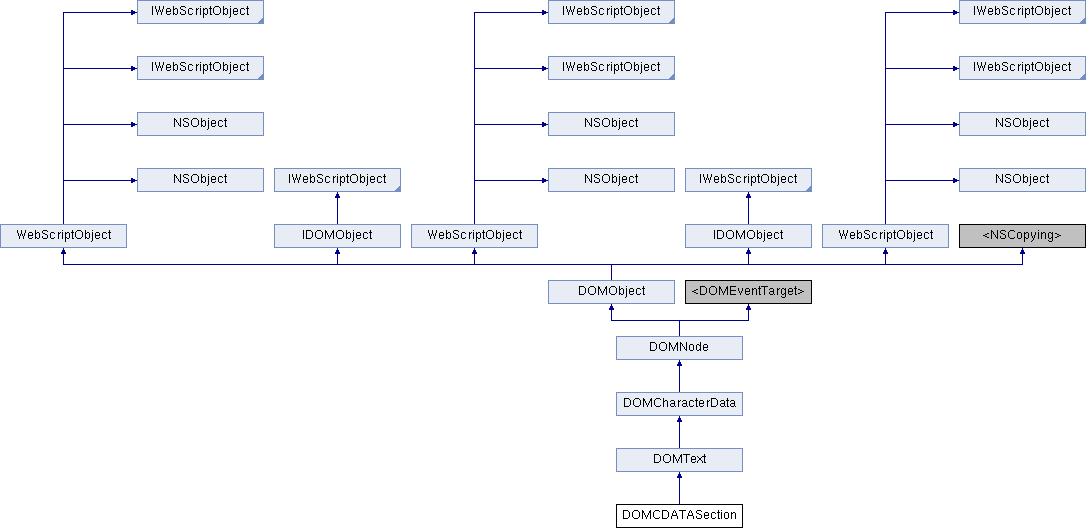 IWebScriptObject IWebScriptObject IWebScriptObject
IWebScriptObject IWebScriptObject IWebScriptObject
NSObject NSObject NSObject
NSObject IWebScriptObject NSObject IWebScriptObject NSObject
WebScriptObject IDOMObject WebScriptObject IDOMObject WebScriptObject <NSCopying>
DOMObject <DOMEventTarget>
DOMNode
DOMCharacterData
DOMText
DOMCDATASection